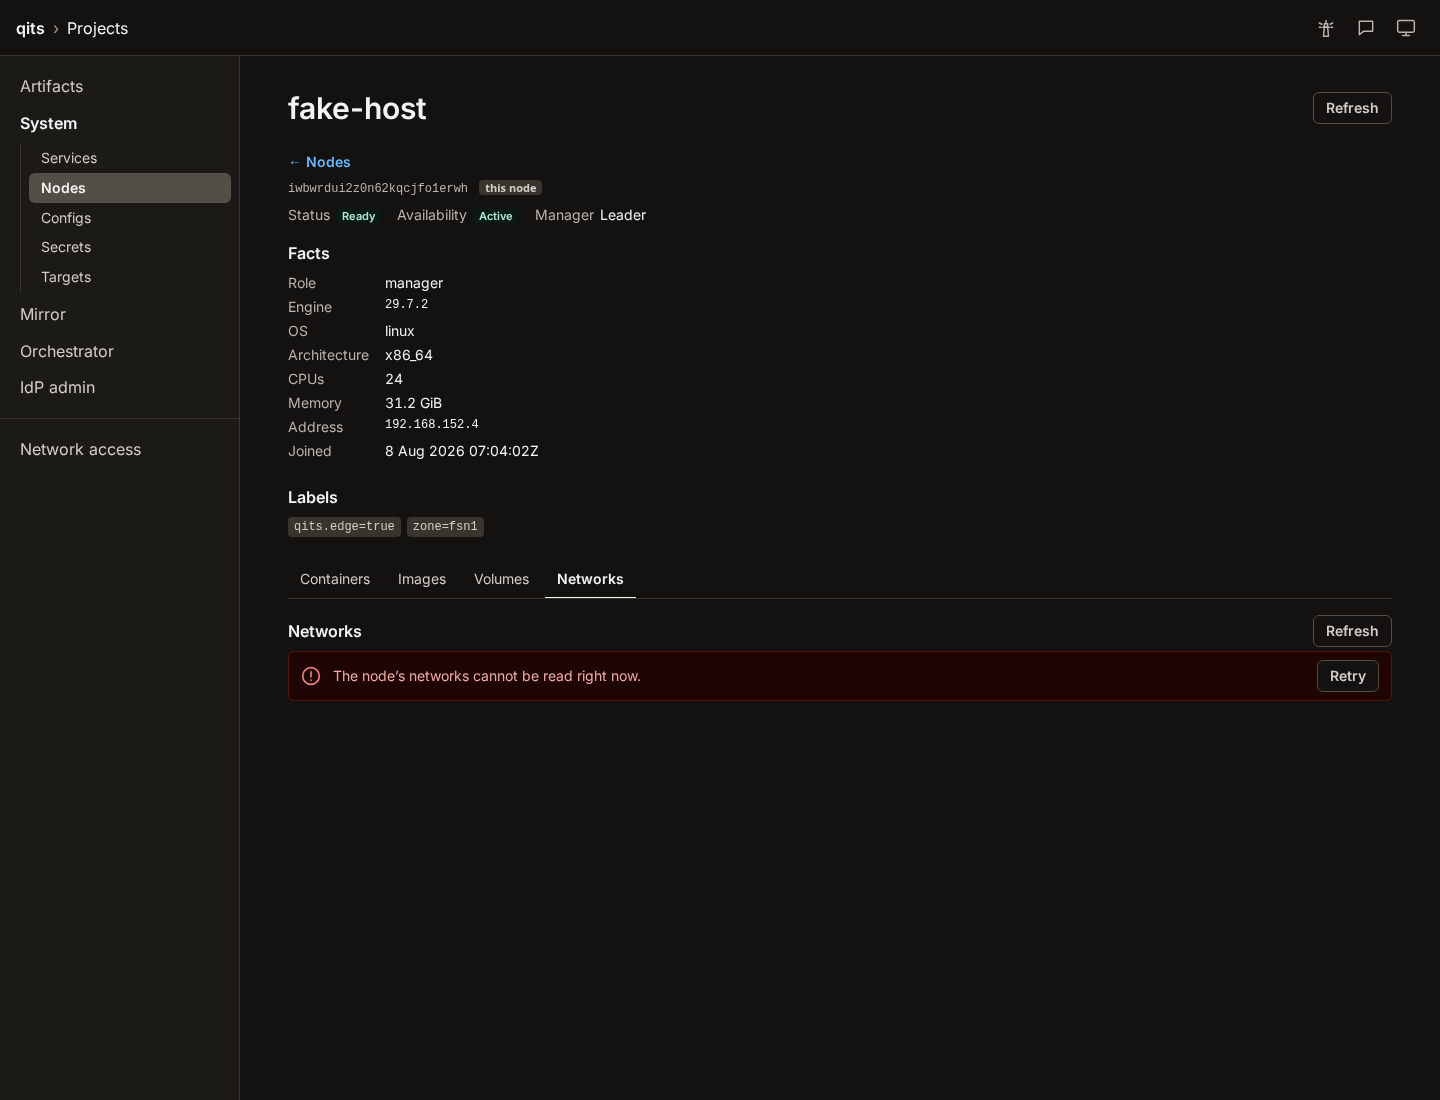 qits › Projects
Artifacts
System
Services
Nodes
Configs
Secrets
Targets
Mirror
Orchestrator
IdP admin
Network access
fake-host
Refresh
← Nodes
iwbwrdui2z0n62kqcjfo1erwh this node
Status Ready Availability Active Manager Leader
Facts
Role manager
Engine 29.7.2
OS linux
Architecture x86_64
CPUs 24
Memory 31.2 GiB
Address 192.168.152.4
Joined 8 Aug 2026 07:04:02Z
Labels
qits.edge=true zone=fsn1
Containers Images Volumes Networks
Networks Refresh
The node’s networks cannot be read right now. Retry